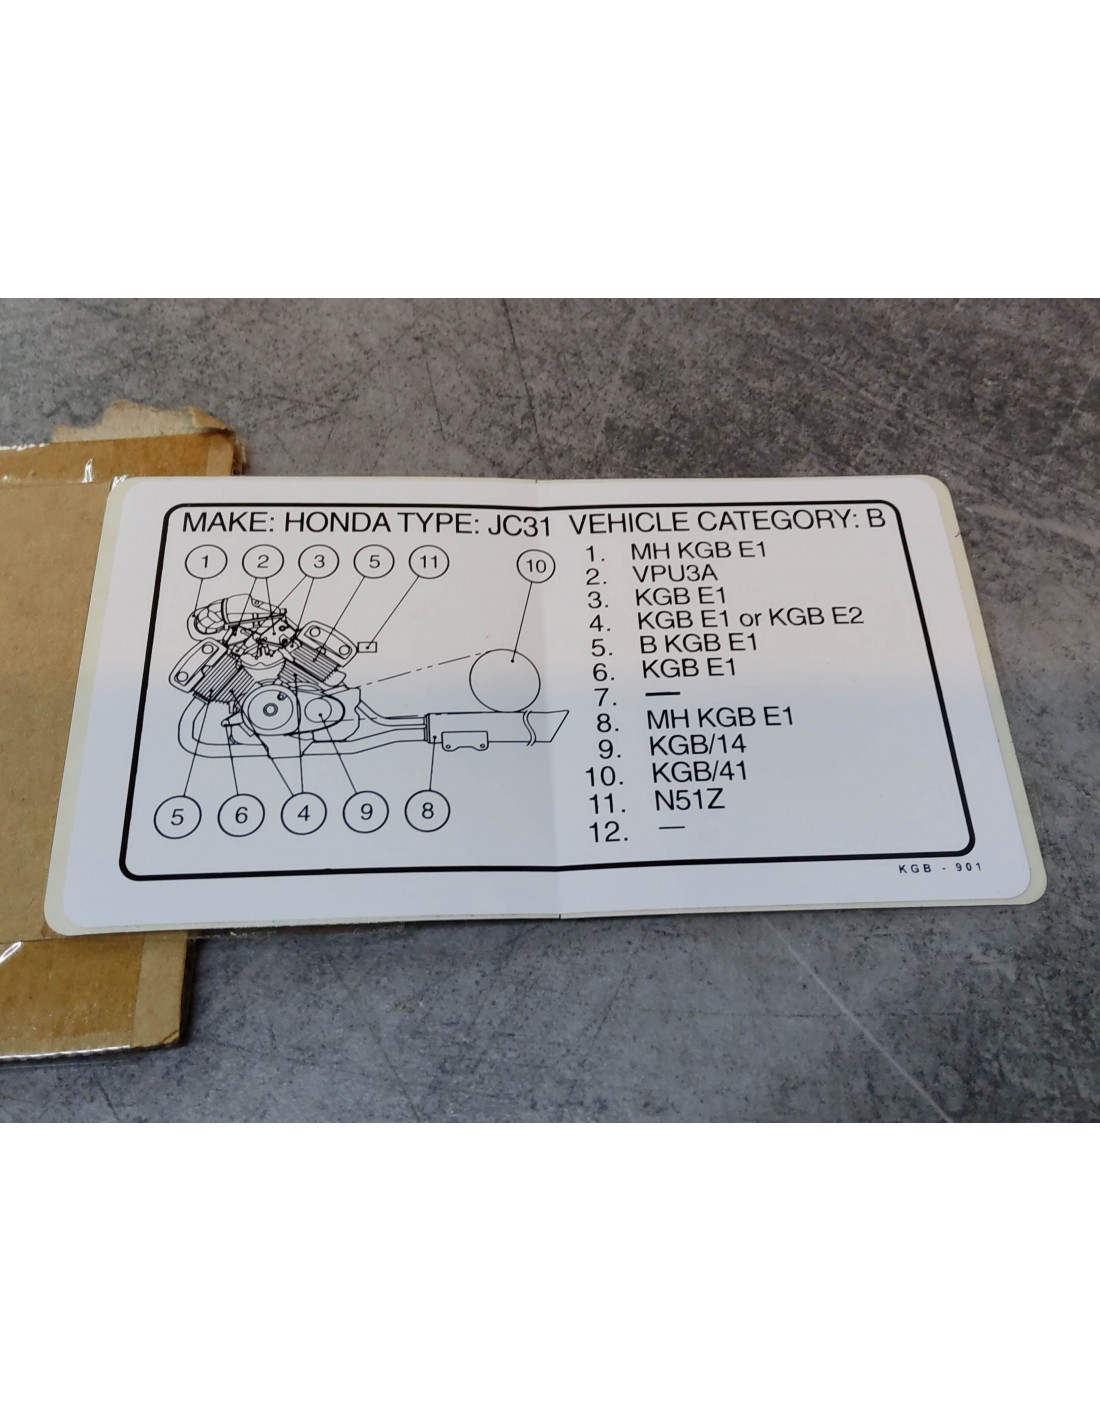 MAKE: HONDA TYPE: JC31 VEHICLE CATEGORY: B
1 2 3 5 11 10
5 6 4 9 8
1. MH KGB E1
2. VPU3A
3. KGB E1
4. KGB E1 or KGB E2
5. B KGB E1
6. KGB E1
7. —
8. MH KGB E1
9. KGB/14
10. KGB/41
11. N51Z
12. —
KGB - 901